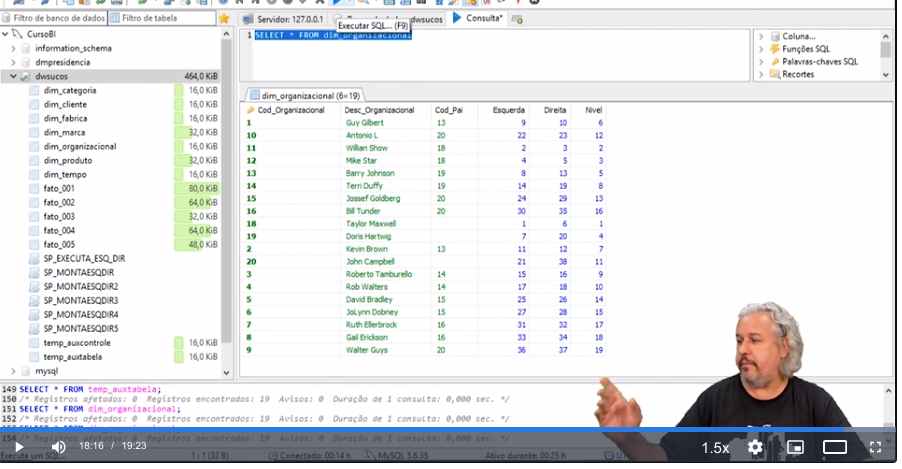 Filtro de banco de dados Filtro de tabela
Servidor: 127.0.0.1 dwsucos Consulta*
Executar SQL... (F9)
CursoBI
information_schema
dmpresidencia
dwsucos 464,0 KiB
dim_categoria 16,0 KiB
dim_cliente 16,0 KiB
dim_fabrica 16,0 KiB
dim_marca 32,0 KiB
dim_organizacional 16,0 KiB
dim_produto 32,0 KiB
dim_tempo 16,0 KiB
fato_001 80,0 KiB
fato_002 64,0 KiB
fato_003 32,0 KiB
fato_004 64,0 KiB
fato_005 48,0 KiB
SP_EXECUTA_ESQ_DIR
SP_MONTAESQDIR
SP_MONTAESQDIR2
SP_MONTAESQDIR3
SP_MONTAESQDIR4
SP_MONTAESQDIR5
temp_auxcontrole 16,0 KiB
temp_auxtabela 16,0 KiB
mysql
1 SELECT * FROM dim_organizacional
Coluna...
Funções SQL
Palavras-chaves SQL
Recortes
dim_organizacional (6×19)
Cod_Organizacional Desc_Organizacional Cod_Pai Esquerda Direita Nivel
1 Guy Gilbert 13 9 10 6
10 Antonio L 20 22 23 12
11 Willian Show 18 2 3 2
12 Mike Star 18 4 5 3
13 Barry Johnson 19 8 13 5
14 Terri Duffy 19 14 19 8
15 Jossef Goldberg 20 24 29 13
16 Bill Tunder 20 30 35 16
18 Taylor Maxwell 1 6 1
19 Doris Hartwig 7 20 4
2 Kevin Brown 13 11 12 7
20 John Campbell 21 38 11
3 Roberto Tamburello 14 15 16 9
4 Rob Walters 14 17 18 10
5 David Bradley 15 25 26 14
6 JoLynn Dobney 15 27 28 15
7 Ruth Ellerbrock 16 31 32 17
8 Gail Erickson 16 33 34 18
9 Walter Guys 20 36 37 19
149 SELECT * FROM temp_auxtabela;
150 /* Registros afetados: 0 Registros encontrados: 19 Avisos: 0 Duração de 1 consulta: 0,000 sec. */
151 SELECT * FROM dim_organizacional;
152 /* Registros afetados: 0 Registros encontrados: 19 Avisos: 0 Duração de 1 consulta: 0,000 sec. */
153 SELECT * FROM dim_organizacional;
154 /* Registros afetados: 0 Registros encontrados: 19 Avisos: 0 Duração de 1 consulta: 0,000 sec. */
Executa um SQL... 1 : 1 (32 B) Conectado: 00:14 h MySQL 5.6.35 Ativo durante: 00:25 h
18:16 / 19:23 1.5x